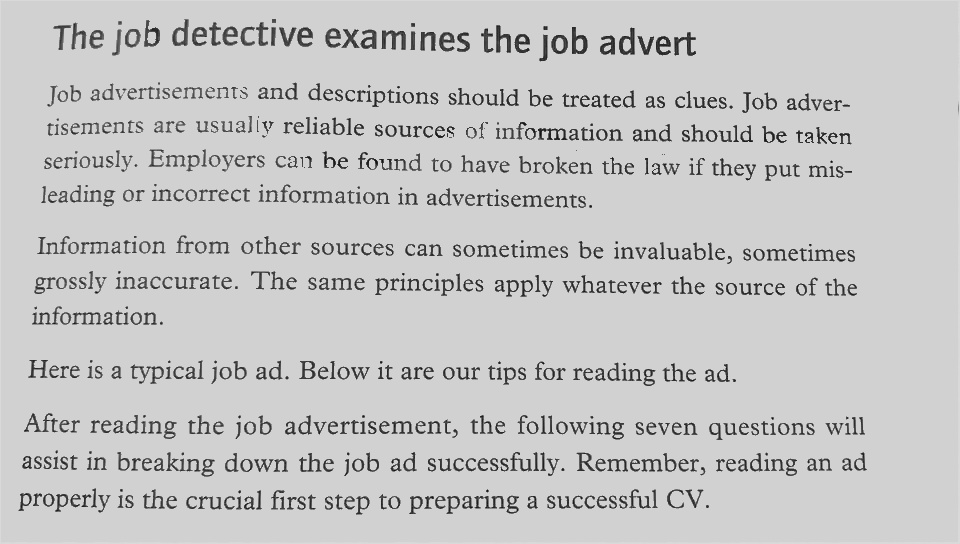 The job detective examines the job advert
Job advertisements and descriptions should be treated as clues. Job adver-
tisements are usually reliable sources of information and should be taken
seriously. Employers can be found to have broken the law if they put mis-
leading or incorrect information in advertisements.
Information from other sources can sometimes be invaluable, sometimes
grossly inaccurate. The same principles apply whatever the source of the
information.
Here is a typical job ad. Below it are our tips for reading the ad.
After reading the job advertisement, the following seven questions will
assist in breaking down the job ad successfully. Remember, reading an ad
properly is the crucial first step to preparing a successful CV.